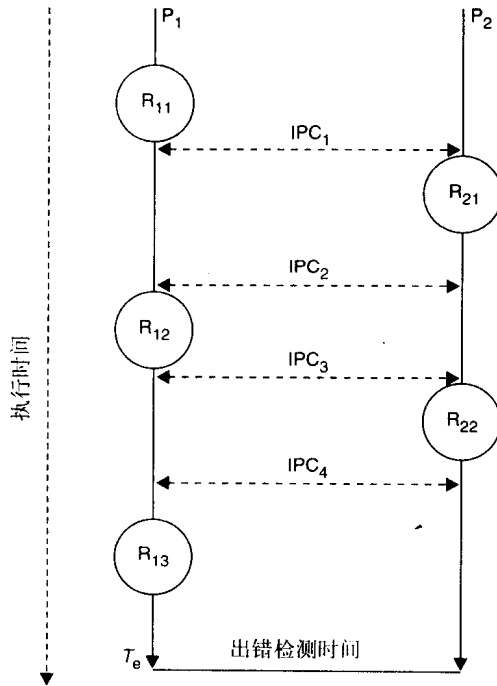 P₁
P₂
R₁₁
IPC₁
R₂₁
IPC₂
R₁₂
IPC₃
R₂₂
IPC₄
R₁₃
执行时间
Tₑ
出错检测时间